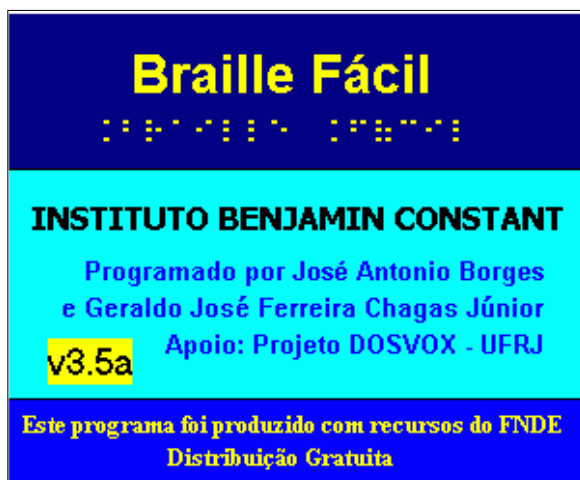 Braille Fácil
⠨⠃⠗⠁⠊⠇⠇⠑ ⠨⠋⠷⠉⠊⠇
INSTITUTO BENJAMIN CONSTANT
Programado por José Antonio Borges
e Geraldo José Ferreira Chagas Júnior
Apoio: Projeto DOSVOX - UFRJ
v3.5a
Este programa foi produzido com recursos do FNDE
Distribuição Gratuita